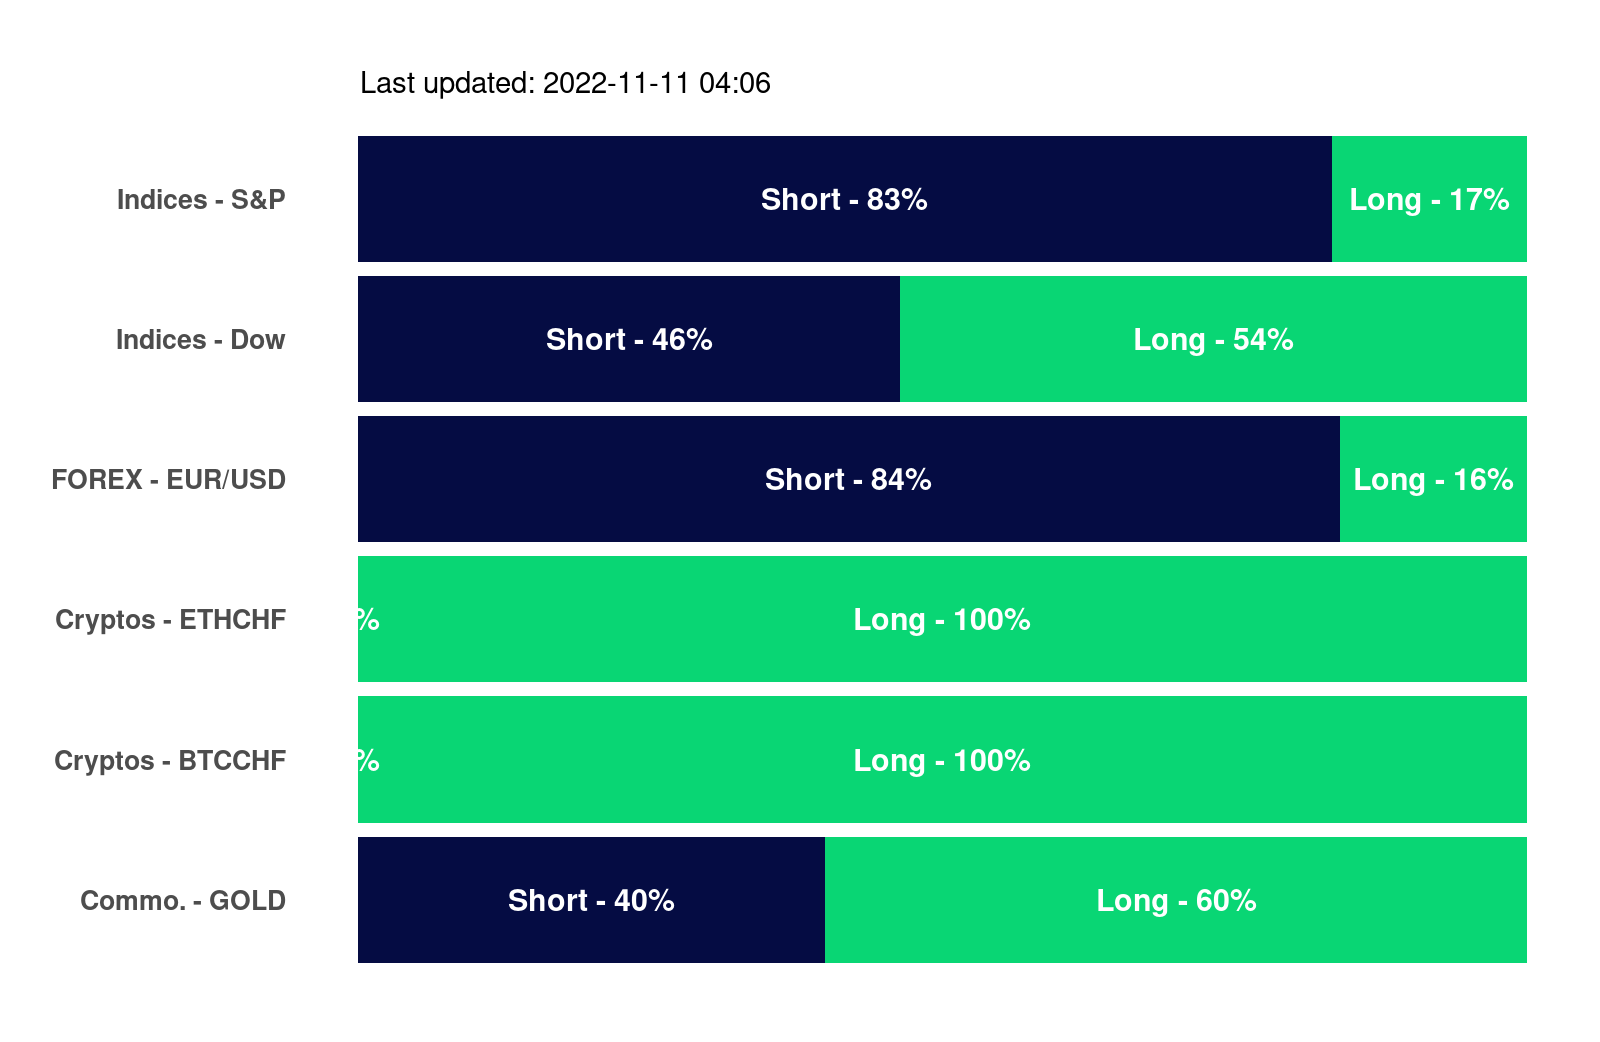 Last updated: 2022-11-11 04:06
Indices - S&P
Short - 83%
Long - 17%
Indices - Dow
Short - 46%
Long - 54%
FOREX - EUR/USD
Short - 84%
Long - 16%
Cryptos - ETHCHF
%
Long - 100%
Cryptos - BTCCHF
%
Long - 100%
Commo. - GOLD
Short - 40%
Long - 60%